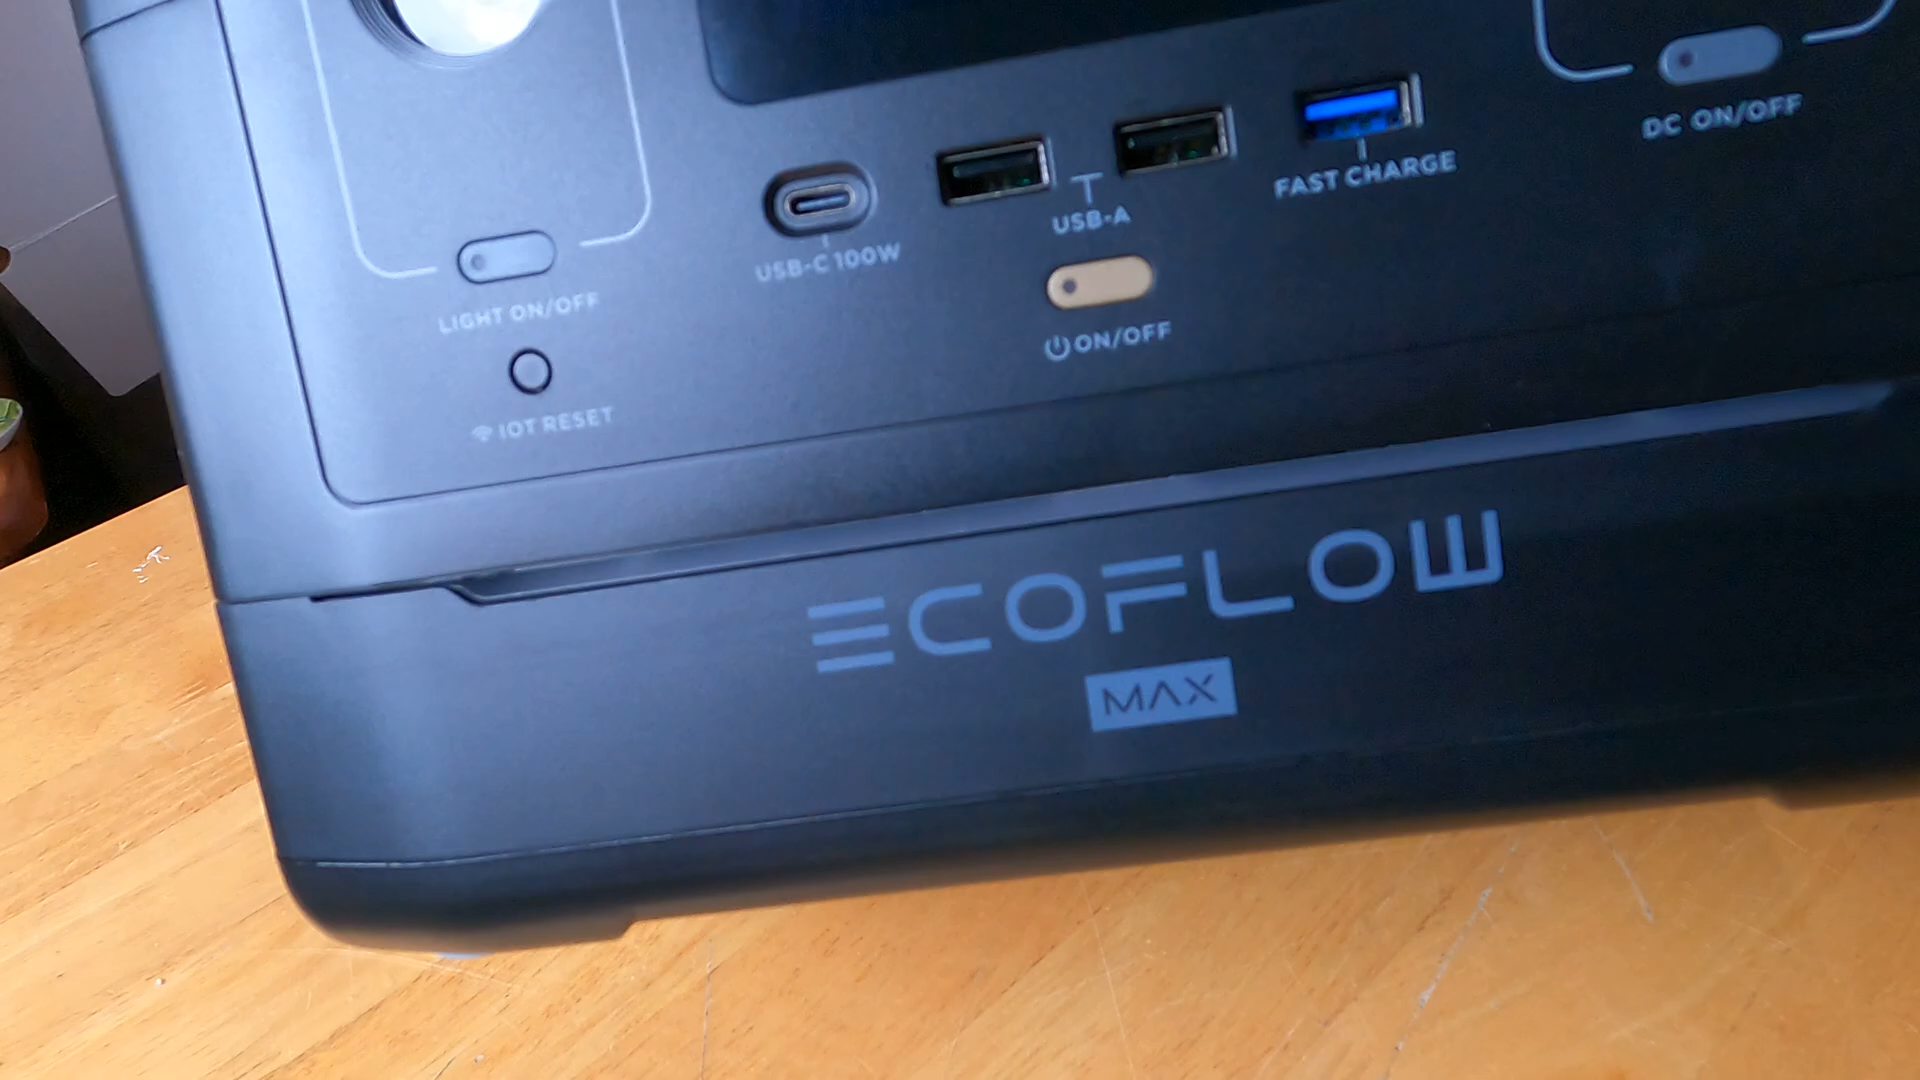 DC ON/OFF
FAST CHARGE
USB-A
USB-C 100W
LIGHT ON/OFF
ON/OFF
IOT RESET
ECOFLOW
MAX